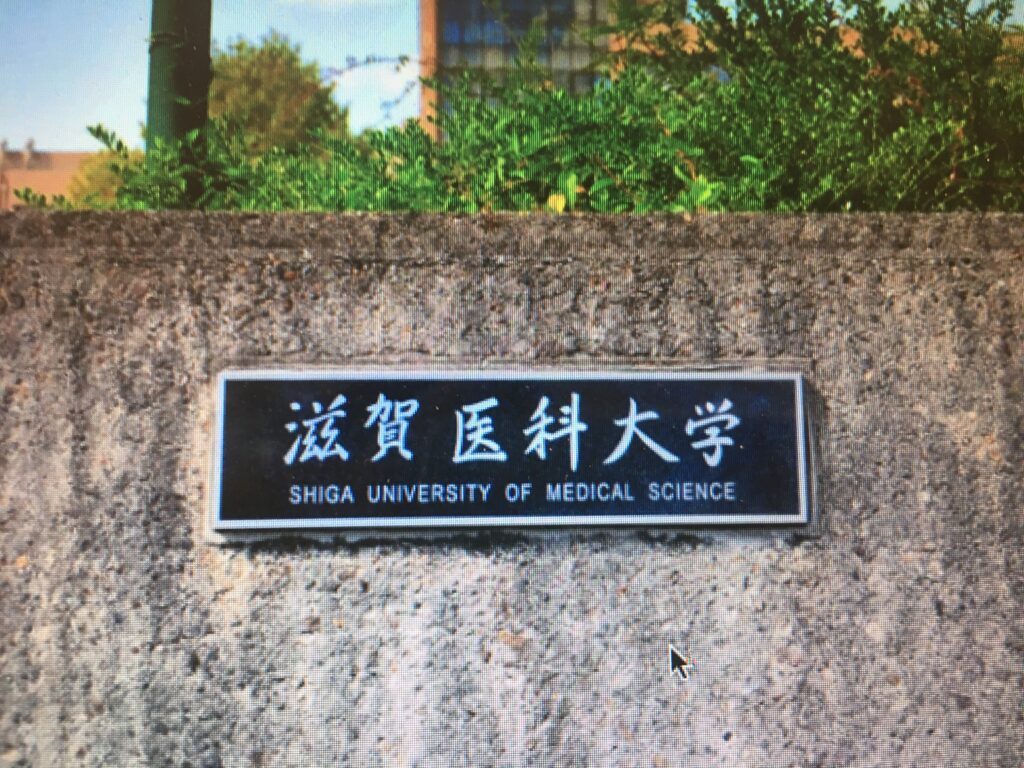 滋賀医科大学
SHIGA UNIVERSITY OF MEDICAL SCIENCE